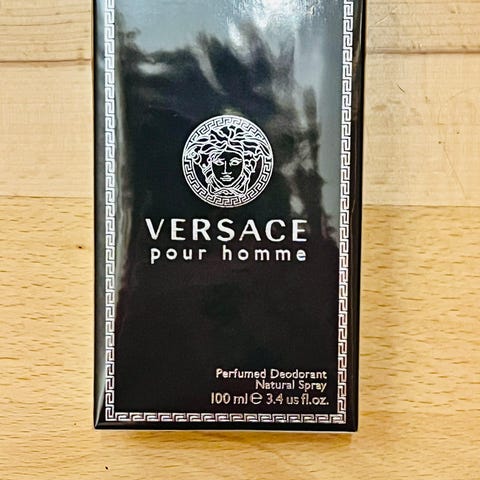 VERSACE
pour homme
Perfumed Deodorant
Natural Spray
100 ml ℮ 3.4 us fl.oz.